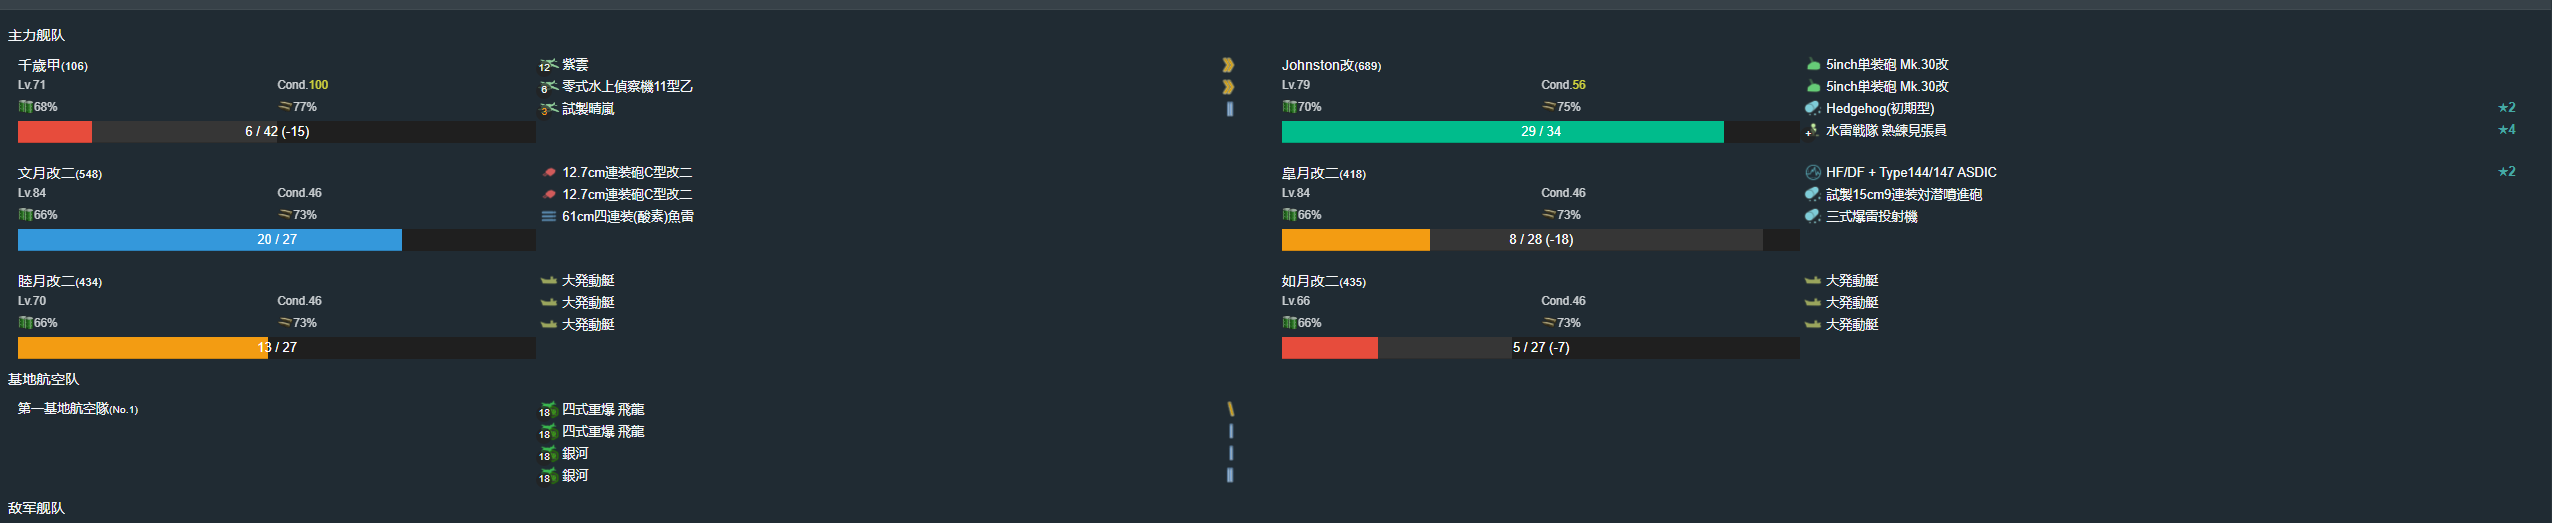 主力舰队
千歳甲(106)
Lv.71 Cond.100
68% 77%
6 / 42 (-15)
12 紫雲
6 零式水上偵察機11型乙
3 試製晴嵐
Johnston改(689)
Lv.79 Cond.56
70% 75%
29 / 34
5inch単装砲 Mk.30改
5inch単装砲 Mk.30改
Hedgehog(初期型) ★2
水雷戦隊 熟練見張員 ★4
文月改二(548)
Lv.84 Cond.46
66% 73%
20 / 27
12.7cm連装砲C型改二
12.7cm連装砲C型改二
61cm四連装(酸素)魚雷
皐月改二(418)
Lv.84 Cond.46
66% 73%
8 / 28 (-18)
HF/DF + Type144/147 ASDIC ★2
試製15cm9連装対潜噴進砲
三式爆雷投射機
睦月改二(434)
Lv.70 Cond.46
66% 73%
13 / 27
大発動艇
大発動艇
大発動艇
如月改二(435)
Lv.66 Cond.46
66% 73%
5 / 27 (-7)
大発動艇
大発動艇
大発動艇
基地航空队
第一基地航空隊(No.1)
18 四式重爆 飛龍
18 四式重爆 飛龍
18 銀河
18 銀河
敌军舰队